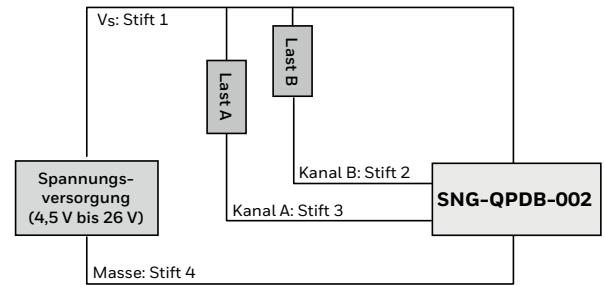 Vs: Stift 1
Last A
Last B
Kanal B: Stift 2
Spannungs-
versorgung
(4,5 V bis 26 V)
SNG-QPDB-002
Kanal A: Stift 3
Masse: Stift 4